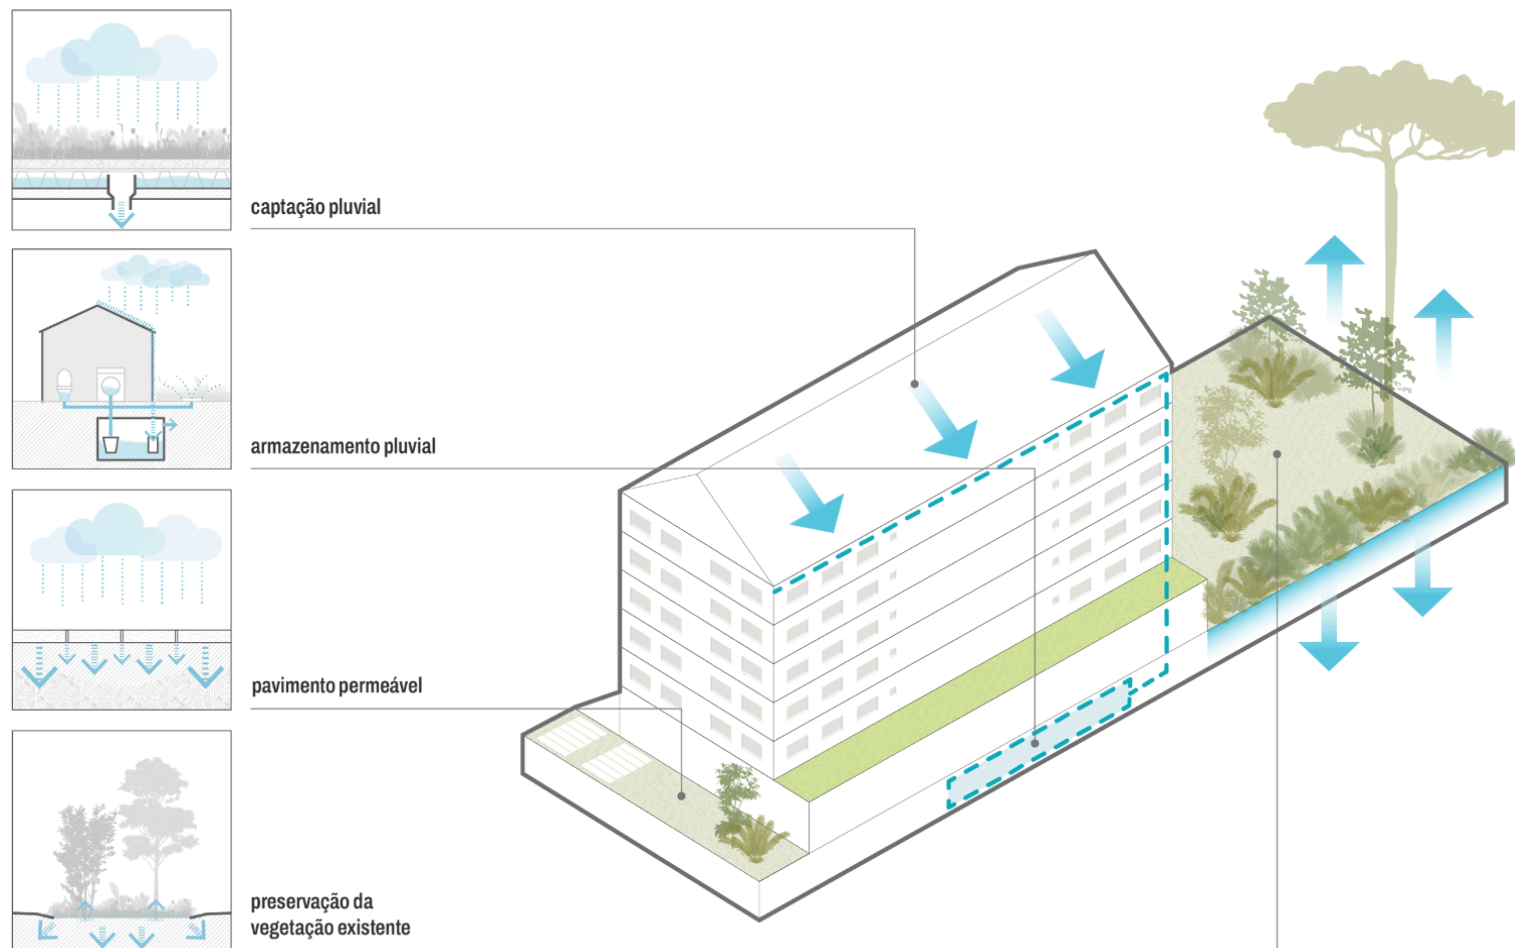 captação pluvial
armazenamento pluvial
pavimento permeável
preservação da
vegetação existente